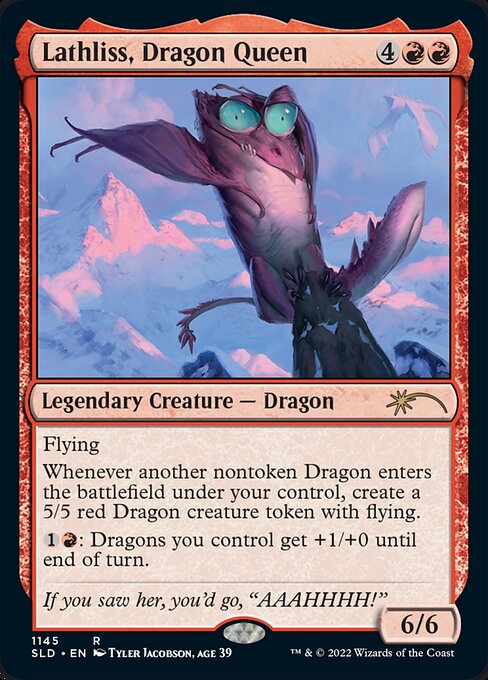 Lathliss, Dragon Queen 4
Legendary Creature — Dragon
Flying
Whenever another nontoken Dragon enters
the battlefield under your control, create a
5/5 red Dragon creature token with flying.
1 : Dragons you control get +1/+0 until
end of turn.
If you saw her, you’d go, “AAAHHHH!”
6/6
1145 R
SLD • EN Tyler Jacobson, age 39
™ & © 2022 Wizards of the Coast